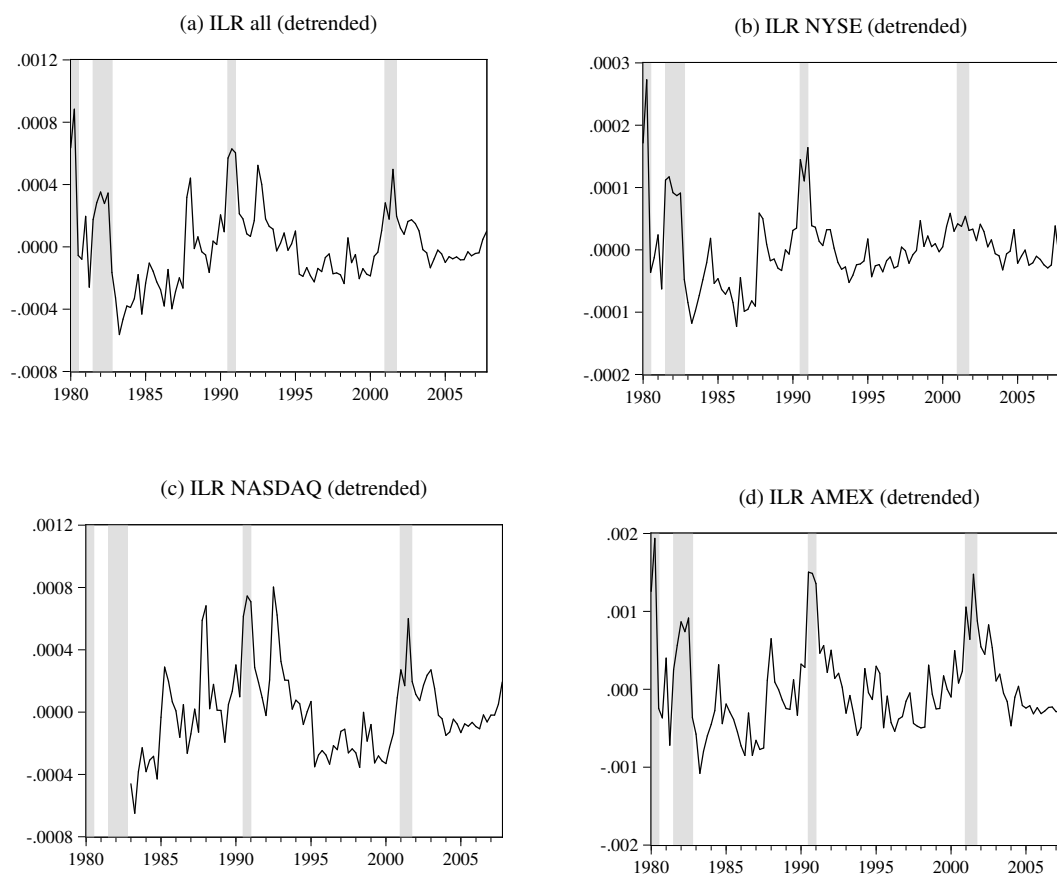 (a) ILR all (detrended)
.0012
.0008
.0004
.0000
-.0004
-.0008
1980 1985 1990 1995 2000 2005
(b) ILR NYSE (detrended)
.0003
.0002
.0001
.0000
-.0001
-.0002
1980 1985 1990 1995 2000 2005
(c) ILR NASDAQ (detrended)
.0012
.0008
.0004
.0000
-.0004
-.0008
1980 1985 1990 1995 2000 2005
(d) ILR AMEX (detrended)
.002
.001
.000
-.001
-.002
1980 1985 1990 1995 2000 2005